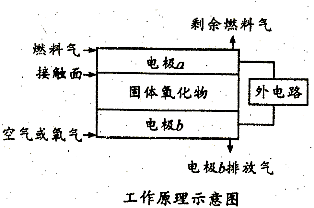 剩余燃料气
燃料气
电极a
接触面
固体氧化物
外电路
电极b
空气或氧气
电极b排放气
工作原理示意图